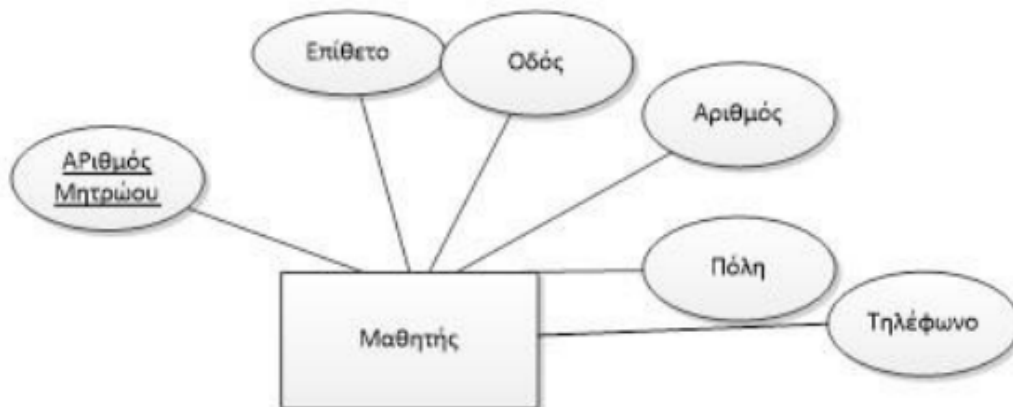 Επίθετο
Οδός
Αριθμός
ΑΡιθμός
Μητρώου
Πόλη
Τηλέφωνο
Μαθητής